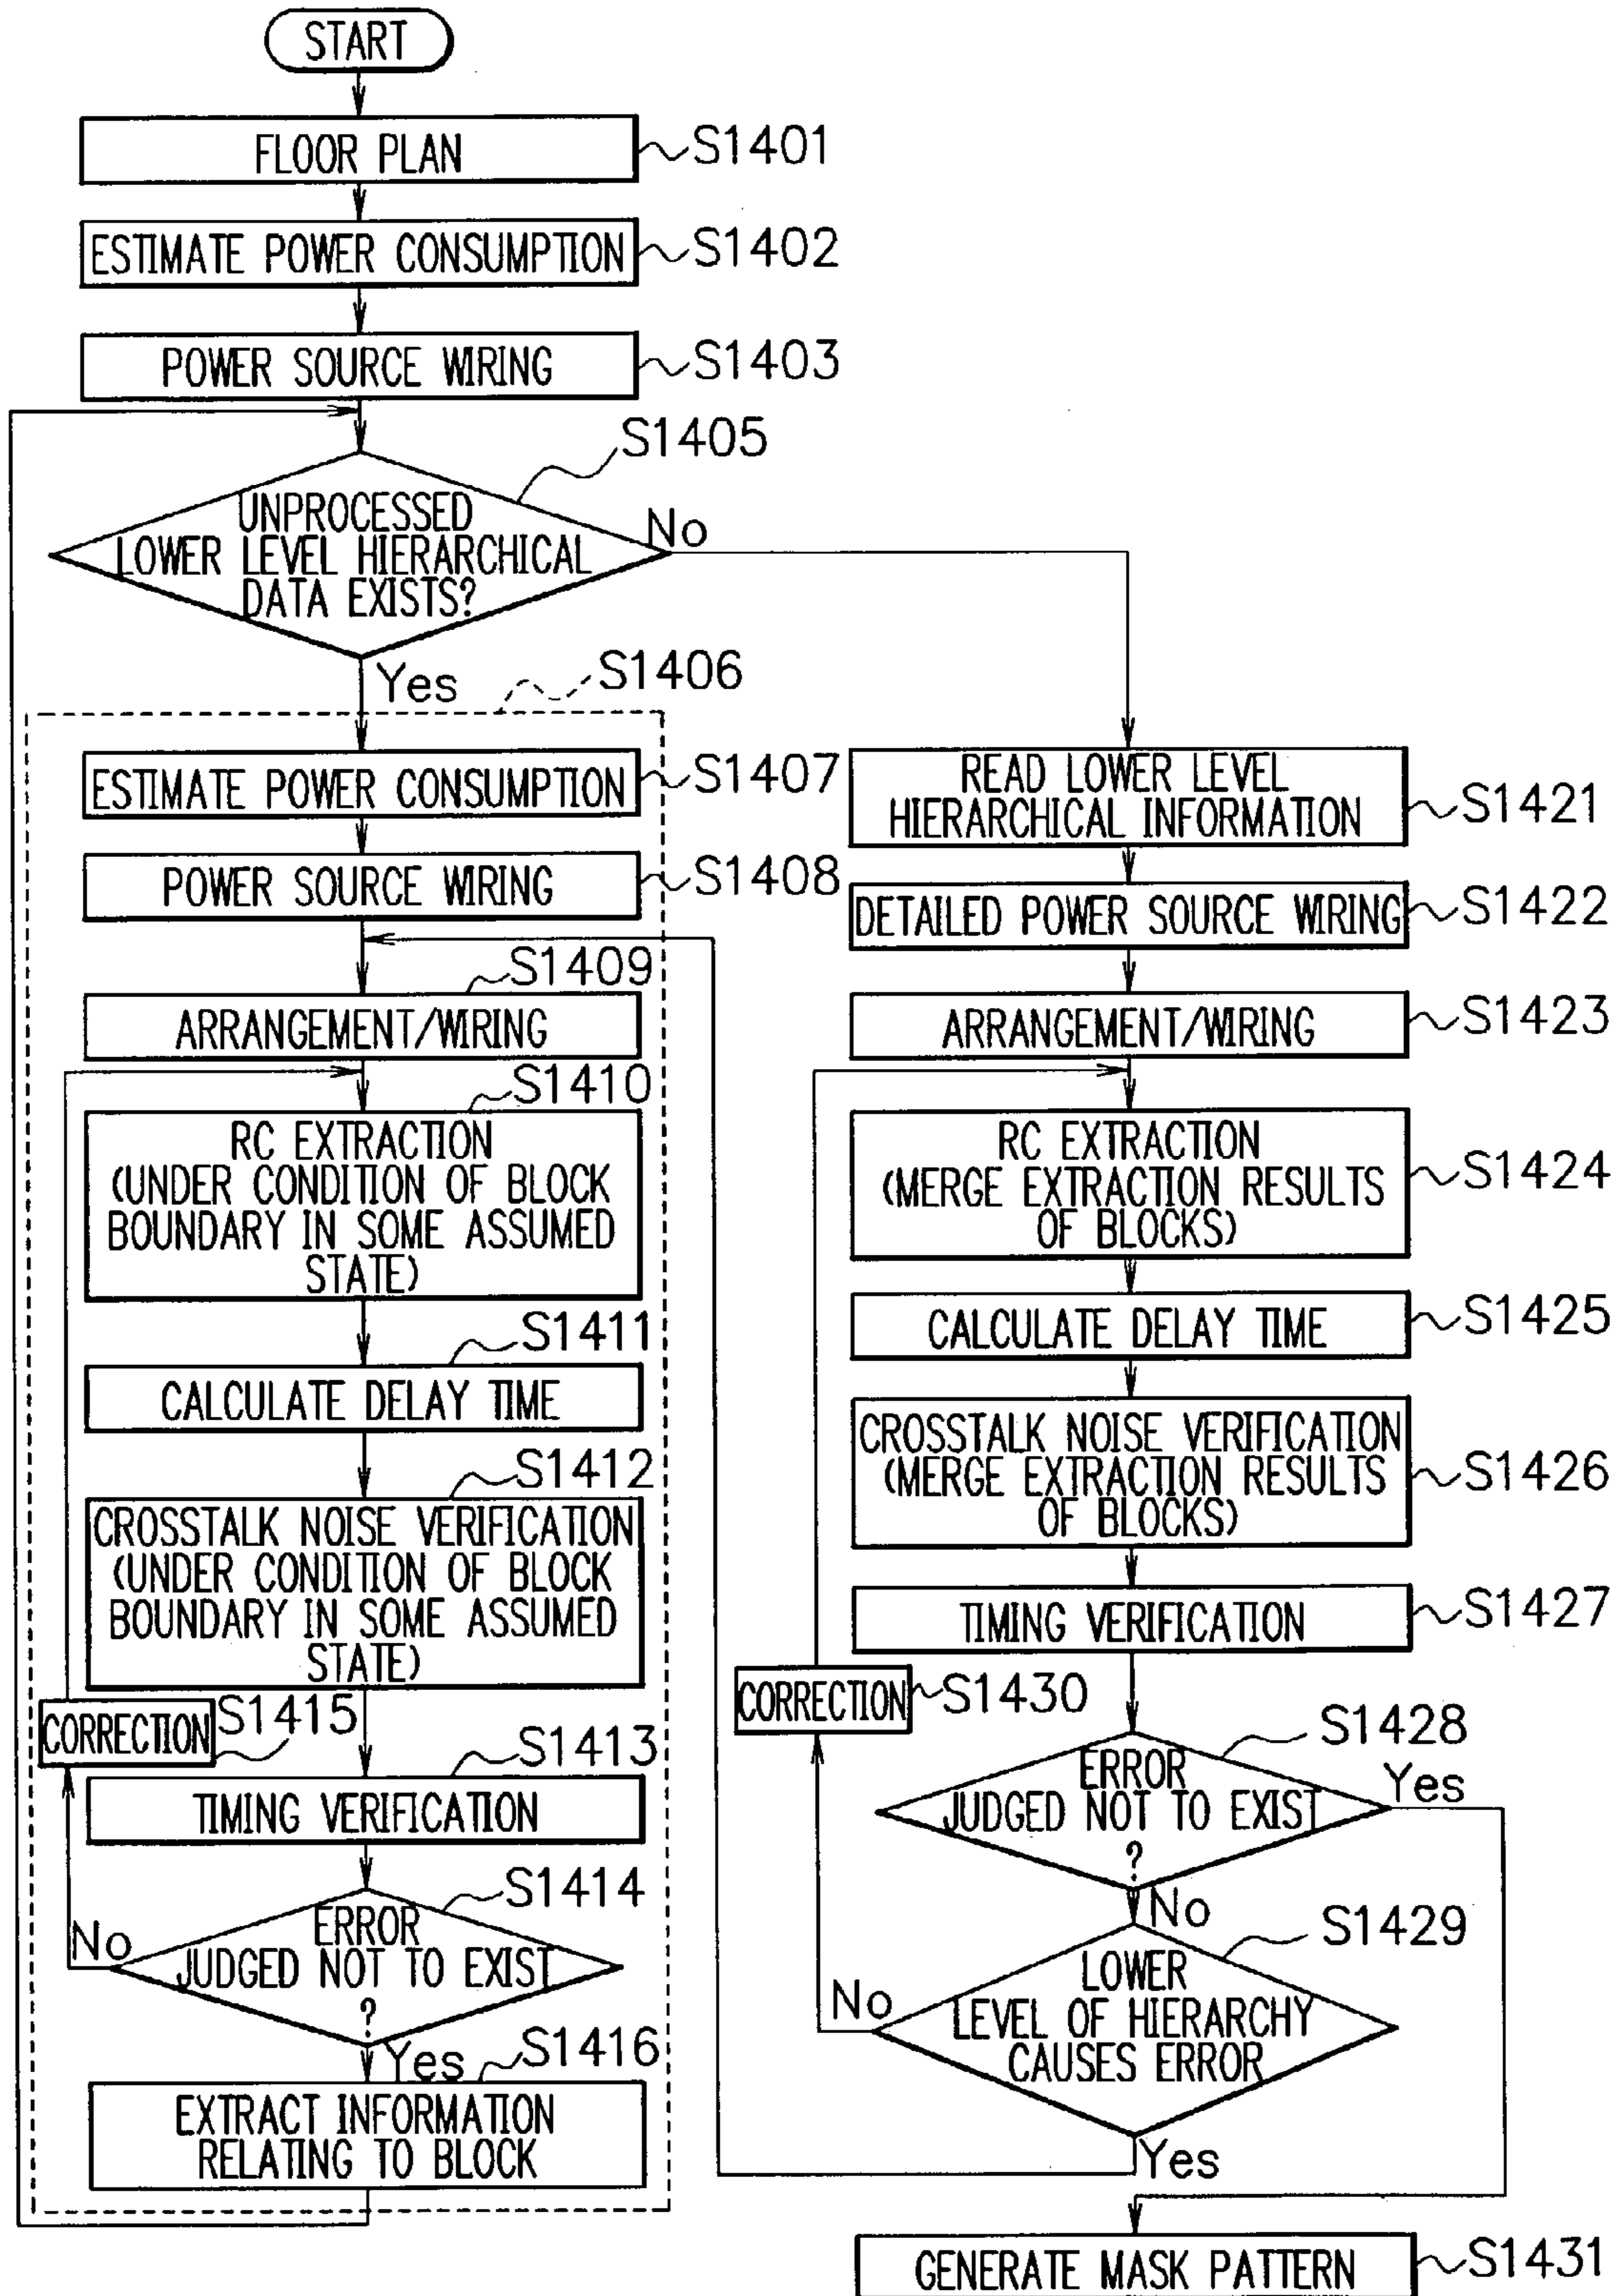 START
FLOOR PLAN
S1401
ESTIMATE POWER CONSUMPTION
S1402
POWER SOURCE WIRING
S1403
S1405
UNPROCESSED
LOWER LEVEL HIERARCHICAL
DATA EXISTS?
No
Yes
S1406
ESTIMATE POWER CONSUMPTION
S1407
POWER SOURCE WIRING
S1408
S1409
ARRANGEMENT/WIRING
S1410
RC EXTRACTION
(UNDER CONDITION OF BLOCK
BOUNDARY IN SOME ASSUMED
STATE)
S1411
CALCULATE DELAY TIME
S1412
CROSSTALK NOISE VERIFICATION
(UNDER CONDITION OF BLOCK
BOUNDARY IN SOME ASSUMED
STATE)
CORRECTION
S1415
S1413
TIMING VERIFICATION
S1414
ERROR
JUDGED NOT TO EXIST
?
No
Yes
S1416
EXTRACT INFORMATION
RELATING TO BLOCK
READ LOWER LEVEL
HIERARCHICAL INFORMATION
S1421
DETAILED POWER SOURCE WIRING
S1422
ARRANGEMENT/WIRING
S1423
RC EXTRACTION
(MERGE EXTRACTION RESULTS
OF BLOCKS)
S1424
CALCULATE DELAY TIME
S1425
CROSSTALK NOISE VERIFICATION
(MERGE EXTRACTION RESULTS
OF BLOCKS)
S1426
TIMING VERIFICATION
S1427
CORRECTION
S1430
S1428
ERROR
JUDGED NOT TO EXIST
?
Yes
No
S1429
LOWER
LEVEL OF HIERARCHY
CAUSES ERROR
No
Yes
GENERATE MASK PATTERN
S1431